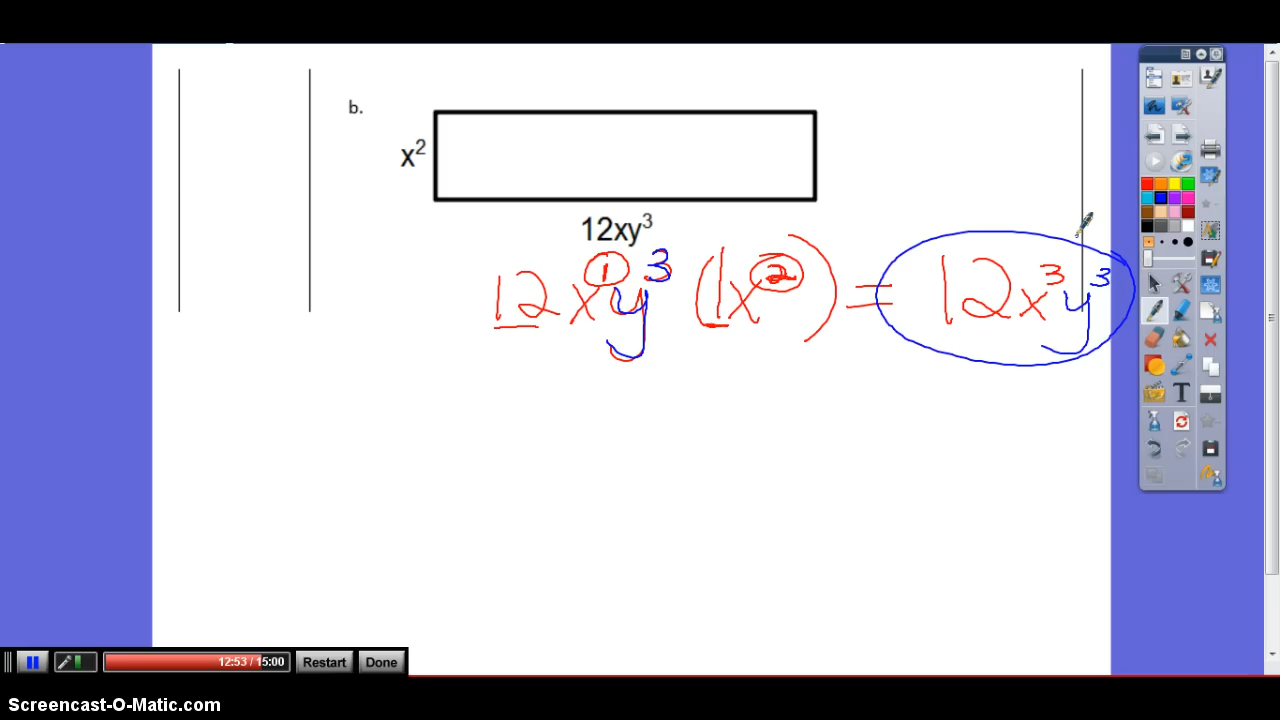 b.
x²
12xy³
12x¹y³ (1x²) = 12x³y³
T
12:53 / 15:00 Restart Done
Screencast-O-Matic.com